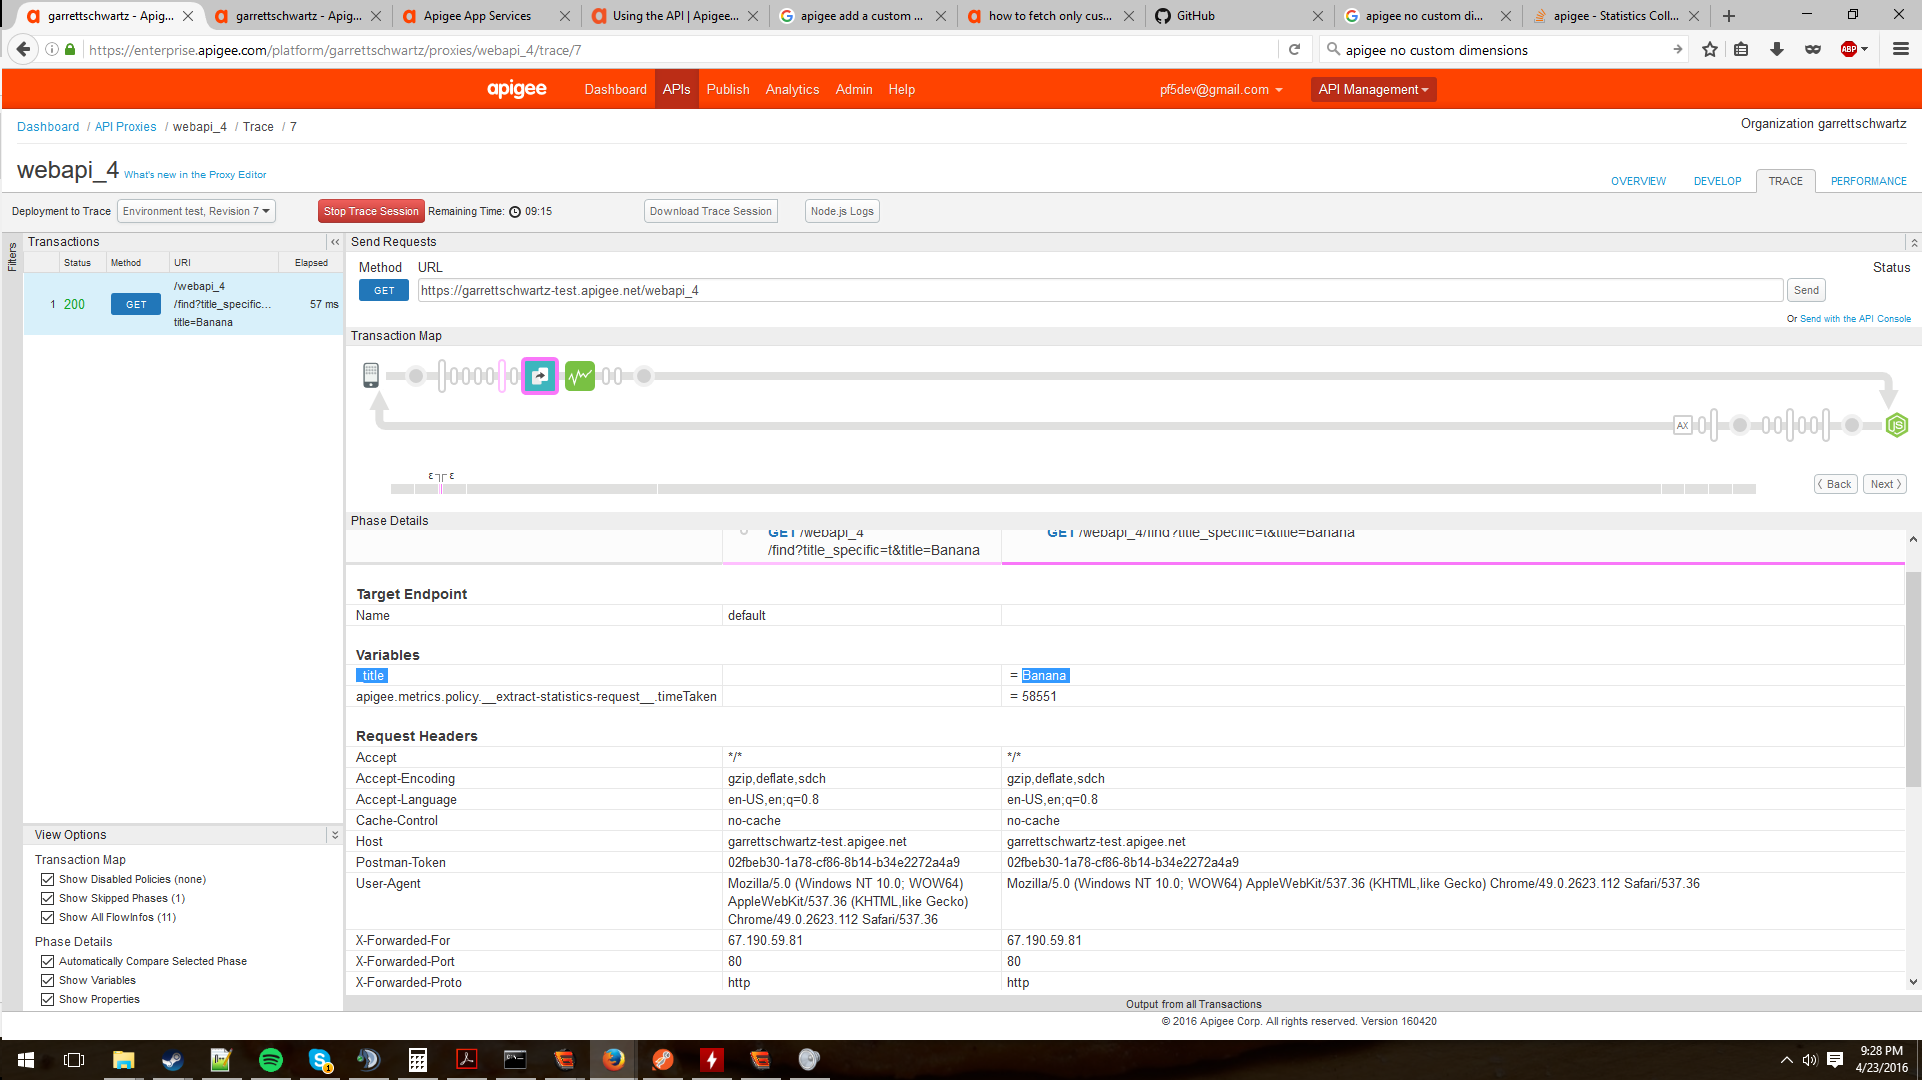 garrettschwartz - Apig...
garrettschwartz - Apig...
Apigee App Services
Using the API | Apigee...
apigee add a custom ...
how to fetch only cus...
GitHub
apigee no custom di...
apigee - Statistics Coll...
https://enterprise.apigee.com/platform/garrettschwartz/proxies/webapi_4/trace/7
apigee no custom dimensions
ABP
apigee Dashboard APIs Publish Analytics Admin Help pf5dev@gmail.com API Management
Dashboard / API Proxies / webapi_4 / Trace / 7
Organization garrettschwartz
webapi_4 What's new in the Proxy Editor
OVERVIEW DEVELOP TRACE PERFORMANCE
Deployment to Trace Environment test, Revision 7 Stop Trace Session Remaining Time: 09:15 Download Trace Session Node.js Logs
Filters
Transactions
Status Method URI Elapsed
1 200 GET /webapi_4
/find?title_specific...
title=Banana
57 ms
Send Requests
Method URL Status
GET https://garrettschwartz-test.apigee.net/webapi_4 Send
Or Send with the API Console
Transaction Map
AX
JS
ε ε
Back Next
Phase Details
GET /webapi_4
/find?title_specific=t&title=Banana
GET /webapi_4/find?title_specific=t&title=Banana
Target Endpoint
Name default
Variables
_title = Banana
apigee.metrics.policy.__extract-statistics-request__.timeTaken = 58551
Request Headers
Accept */* */*
Accept-Encoding gzip,deflate,sdch gzip,deflate,sdch
Accept-Language en-US,en;q=0.8 en-US,en;q=0.8
Cache-Control no-cache no-cache
Host garrettschwartz-test.apigee.net garrettschwartz-test.apigee.net
Postman-Token 02fbeb30-1a78-cf86-8b14-b34e2272a4a9 02fbeb30-1a78-cf86-8b14-b34e2272a4a9
User-Agent Mozilla/5.0 (Windows NT 10.0; WOW64)
AppleWebKit/537.36 (KHTML,like Gecko)
Chrome/49.0.2623.112 Safari/537.36
Mozilla/5.0 (Windows NT 10.0; WOW64) AppleWebKit/537.36 (KHTML,like Gecko) Chrome/49.0.2623.112 Safari/537.36
X-Forwarded-For 67.190.59.81 67.190.59.81
X-Forwarded-Port 80 80
X-Forwarded-Proto http http
View Options
Transaction Map
Show Disabled Policies (none)
Show Skipped Phases (1)
Show All FlowInfos (11)
Phase Details
Automatically Compare Selected Phase
Show Variables
Show Properties
Output from all Transactions
© 2016 Apigee Corp. All rights reserved. Version 160420
1
9:28 PM
4/23/2016